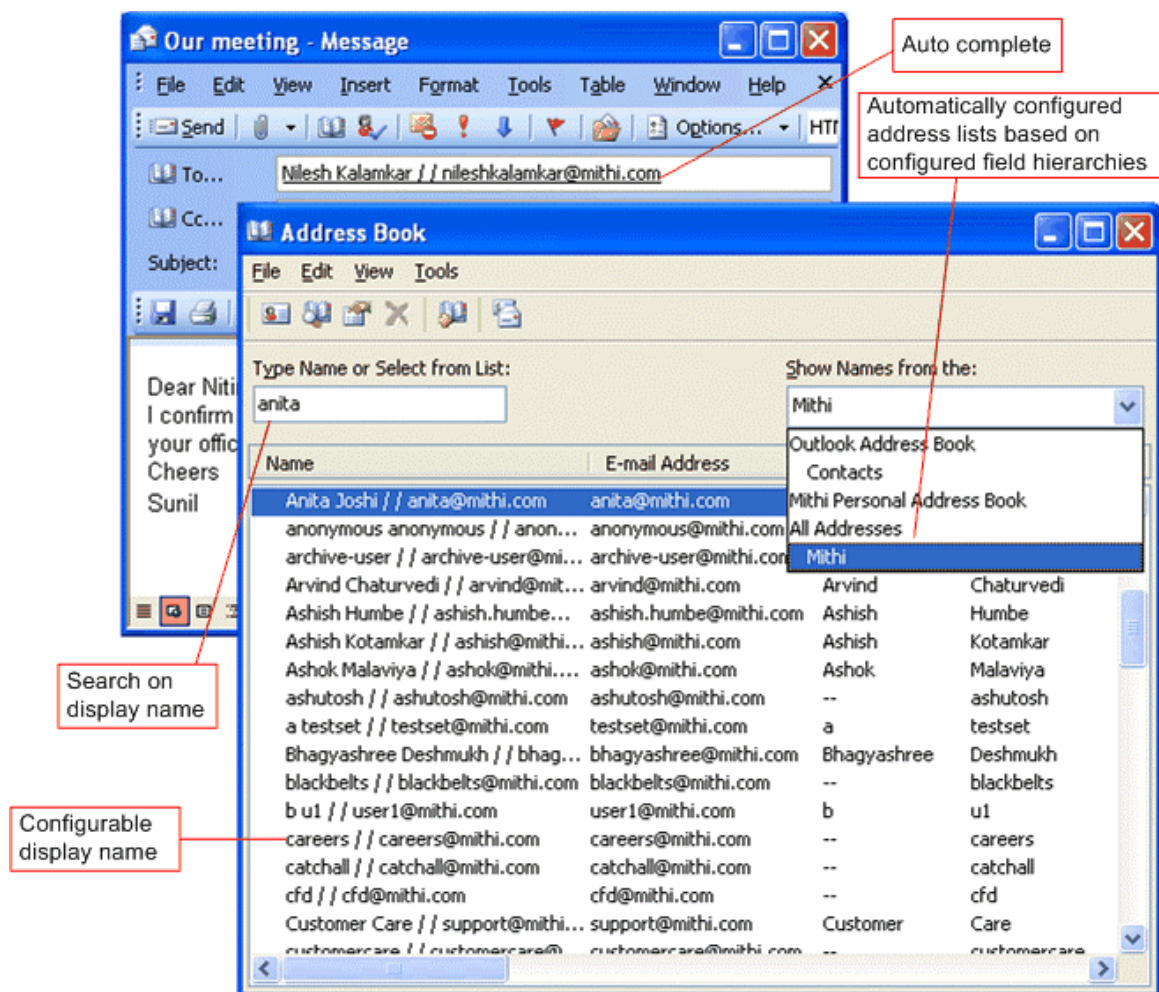 Our meeting - Message
Auto complete
File Edit View Insert Format Tools Table Window Help
Automatically configured
address lists based on
configured field hierarchies
Send Options...
To... Nilesh Kalamkar // nileshkalamkar@mithi.com
Cc...
Subject:
Address Book
File Edit View Tools
Type Name or Select from List: Show Names from the:
anita Mithi
Outlook Address Book
Contacts
Mithi Personal Address Book
All Addresses
Mithi
Dear Niti
I confirm
your offic
Cheers
Sunil
Name E-mail Address
Anita Joshi // anita@mithi.com anita@mithi.com
anonymous anonymous // anon... anonymous@mithi.com
archive-user // archive-user@mi... archive-user@mithi.con
Arvind Chaturvedi // arvind@mit... arvind@mithi.com Arvind Chaturvedi
Ashish Humbe // ashish.humbe... ashish.humbe@mithi.com Ashish Humbe
Ashish Kotamkar // ashish@mithi... ashish@mithi.com Ashish Kotamkar
Ashok Malaviya // ashok@mithi.... ashok@mithi.com Ashok Malaviya
ashutosh // ashutosh@mithi.com ashutosh@mithi.com -- ashutosh
a testset // testset@mithi.com testset@mithi.com a testset
Bhagyashree Deshmukh // bhag... bhagyashree@mithi.com Bhagyashree Deshmukh
blackbelts // blackbelts@mithi.com blackbelts@mithi.com -- blackbelts
b u1 // user1@mithi.com user1@mithi.com b u1
careers // careers@mithi.com careers@mithi.com -- careers
catchall // catchall@mithi.com catchall@mithi.com -- catchall
cfd // cfd@mithi.com cfd@mithi.com -- cfd
Customer Care // support@mithi... support@mithi.com Customer Care
customercare // customercare@ customercare@mithi.com -- customercare
Search on
display name
Configurable
display name